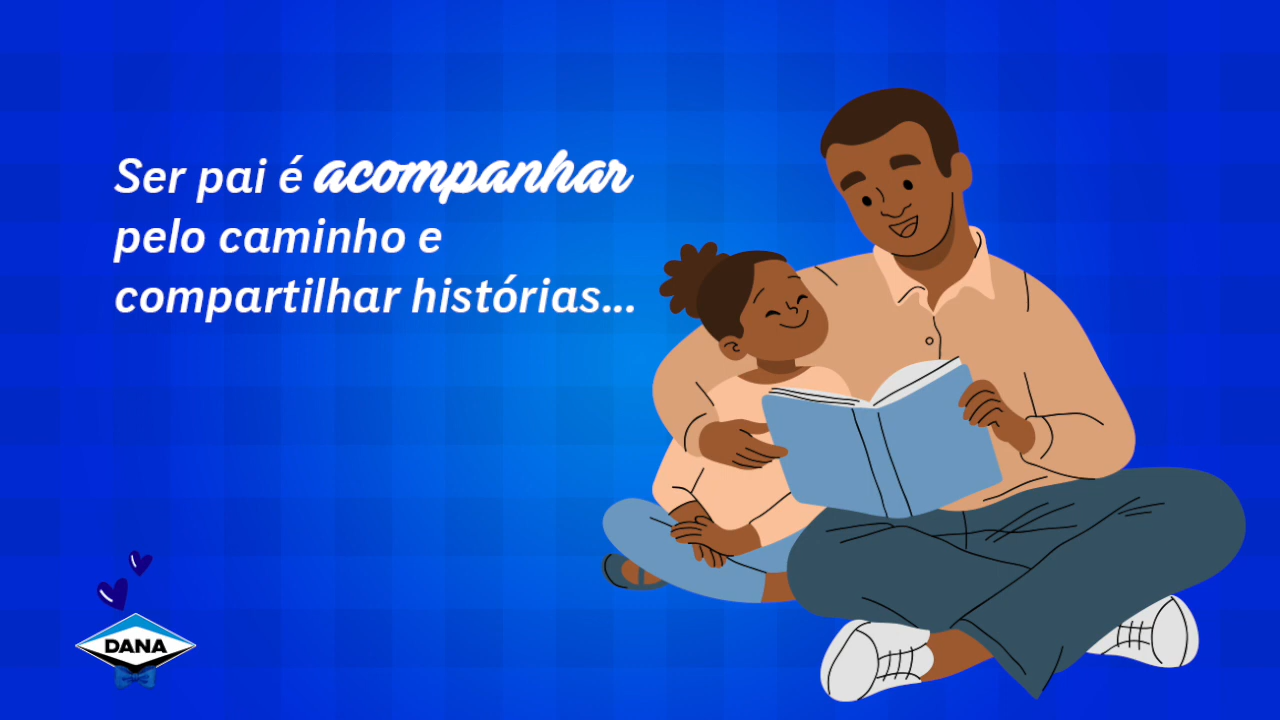 Ser pai é acompanhar
pelo caminho e
compartilhar histórias...
DANA